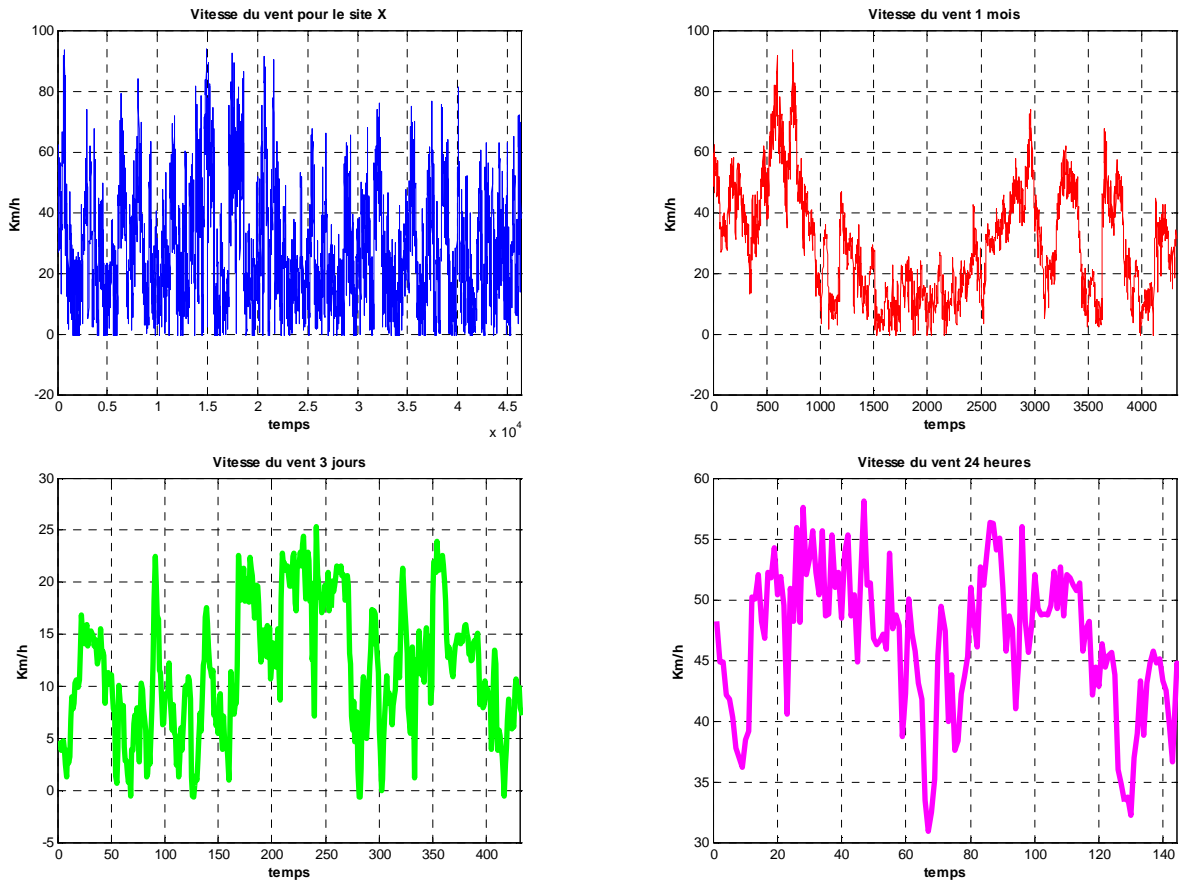 Vitesse du vent pour le site X
100
80
60
40
20
0
-20
Km/h
0 0.5 1 1.5 2 2.5 3 3.5 4 4.5
temps
x 10^4
Vitesse du vent 1 mois
100
80
60
40
20
0
-20
Km/h
0 500 1000 1500 2000 2500 3000 3500 4000
temps
Vitesse du vent 3 jours
30
25
20
15
10
5
0
-5
Km/h
0 50 100 150 200 250 300 350 400
temps
Vitesse du vent 24 heures
60
55
50
45
40
35
30
Km/h
0 20 40 60 80 100 120 140
temps